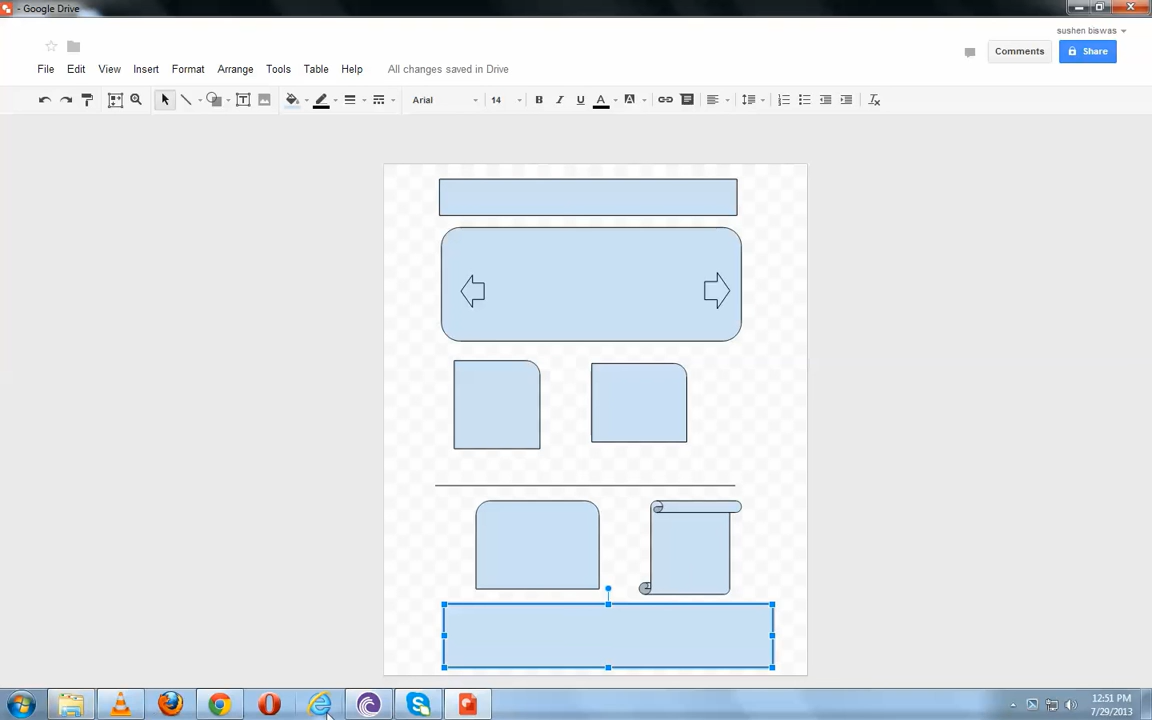 - Google Drive
sushen biswas
Comments
Share
File Edit View Insert Format Arrange Tools Table Help All changes saved in Drive
Arial 14 B I U A A
12:51 PM
7/29/2013